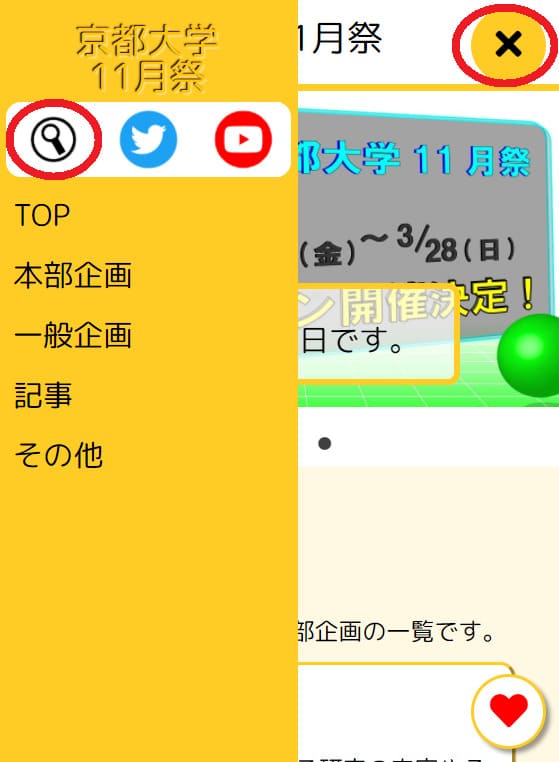 京都大学
11月祭
TOP
本部企画
一般企画
記事
その他
1月祭
都大学 11 月祭
(金)～3/28(日)
ン開催決定！
日です。
部企画の一覧です。